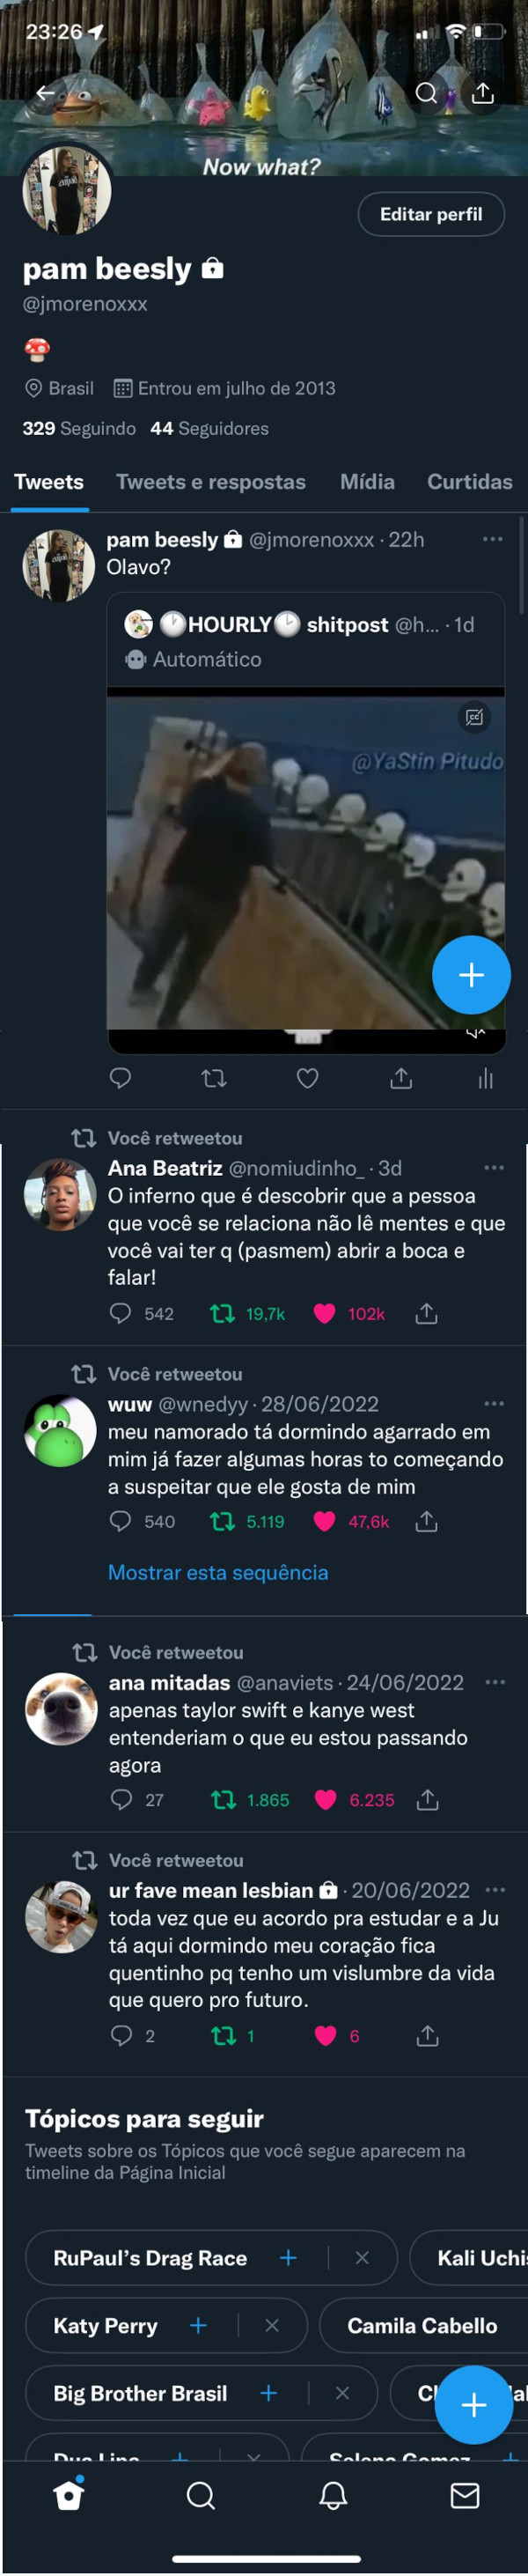 23:26
Now what?
Editar perfil
pam beesly
@jmorenoxxx
Brasil Entrou em julho de 2013
329 Seguindo 44 Seguidores
Tweets Tweets e respostas Mídia Curtidas
pam beesly @jmorenoxxx · 22h
Olavo?
HOURLY shitpost @h... · 1d
Automático
@YaStin Pitudo
Você retweetou
Ana Beatriz @nomiudinho_ · 3d
O inferno que é descobrir que a pessoa
que você se relaciona não lê mentes e que
você vai ter q (pasmem) abrir a boca e
falar!
542 19,7k 102k
Você retweetou
wuw @wnedyy · 28/06/2022
meu namorado tá dormindo agarrado em
mim já fazer algumas horas to começando
a suspeitar que ele gosta de mim
540 5.119 47,6k
Mostrar esta sequência
Você retweetou
ana mitadas @anaviets · 24/06/2022
apenas taylor swift e kanye west
entenderiam o que eu estou passando
agora
27 1.865 6.235
Você retweetou
ur fave mean lesbian · 20/06/2022
toda vez que eu acordo pra estudar e a Ju
tá aqui dormindo meu coração fica
quentinho pq tenho um vislumbre da vida
que quero pro futuro.
2 1 6
Tópicos para seguir
Tweets sobre os Tópicos que você segue aparecem na
timeline da Página Inicial
RuPaul's Drag Race Kali Uchis
Katy Perry Camila Cabello
Big Brother Brasil
Dua Lipa Selena Gomez